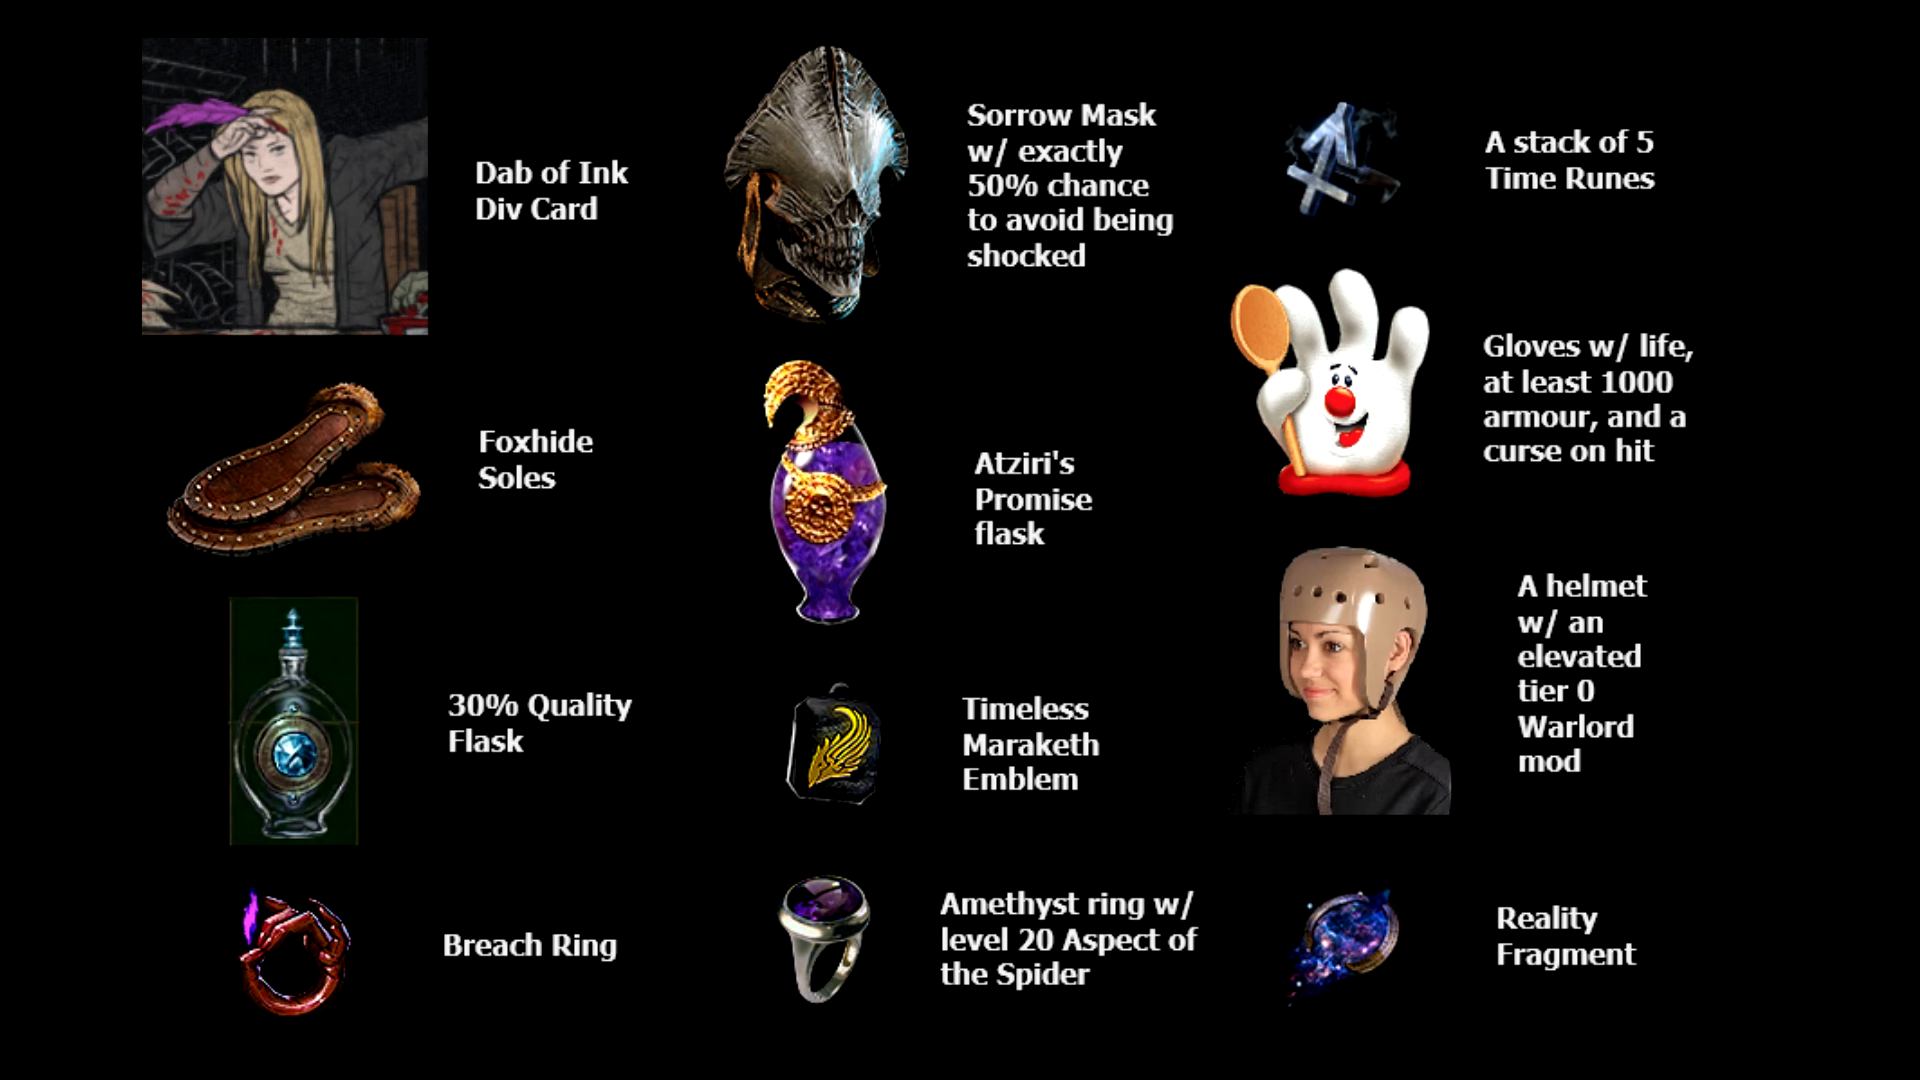 Dab of Ink
Div Card
Sorrow Mask
w/ exactly
50% chance
to avoid being
shocked
A stack of 5
Time Runes
Foxhide
Soles
Atziri's
Promise
flask
Gloves w/ life,
at least 1000
armour, and a
curse on hit
30% Quality
Flask
Timeless
Maraketh
Emblem
A helmet
w/ an
elevated
tier 0
Warlord
mod
Breach Ring
Amethyst ring w/
level 20 Aspect of
the Spider
Reality
Fragment